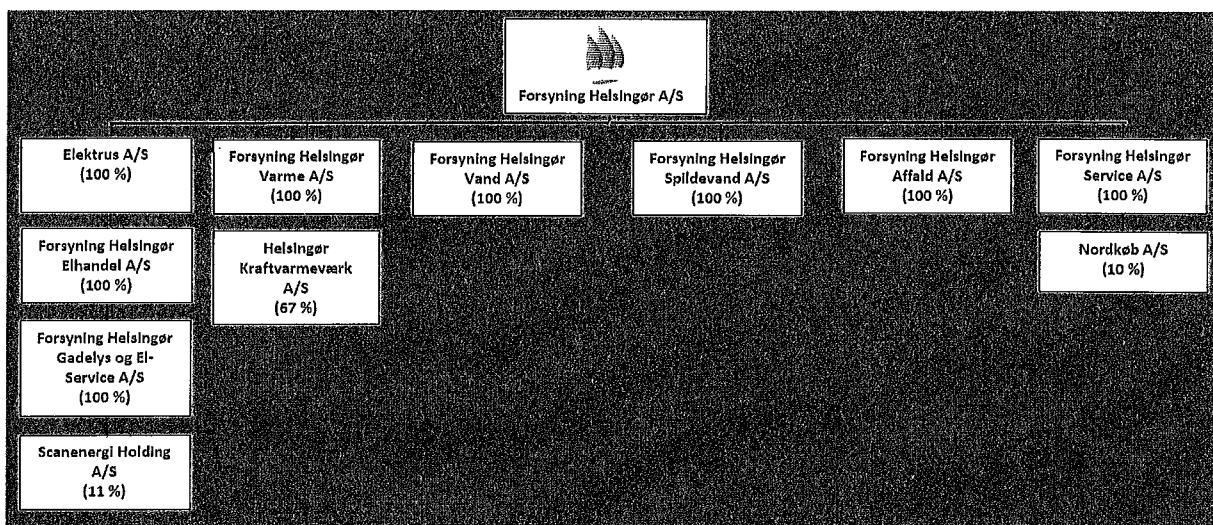 Forsyning Helsingør A/S
Elektrus A/S
(100 %)
Forsyning Helsingør
Varme A/S
(100 %)
Forsyning Helsingør
Vand A/S
(100 %)
Forsyning Helsingør
Spildevand A/S
(100 %)
Forsyning Helsingør
Affald A/S
(100 %)
Forsyning Helsingør
Service A/S
(100 %)
Forsyning Helsingør
Elhandel A/S
(100 %)
Helsingør
Kraftvarmeværk
A/S
(67 %)
Nordkøb A/S
(10 %)
Forsyning Helsingør
Gadelys og El-
Service A/S
(100 %)
Scanenergi Holding
A/S
(11 %)